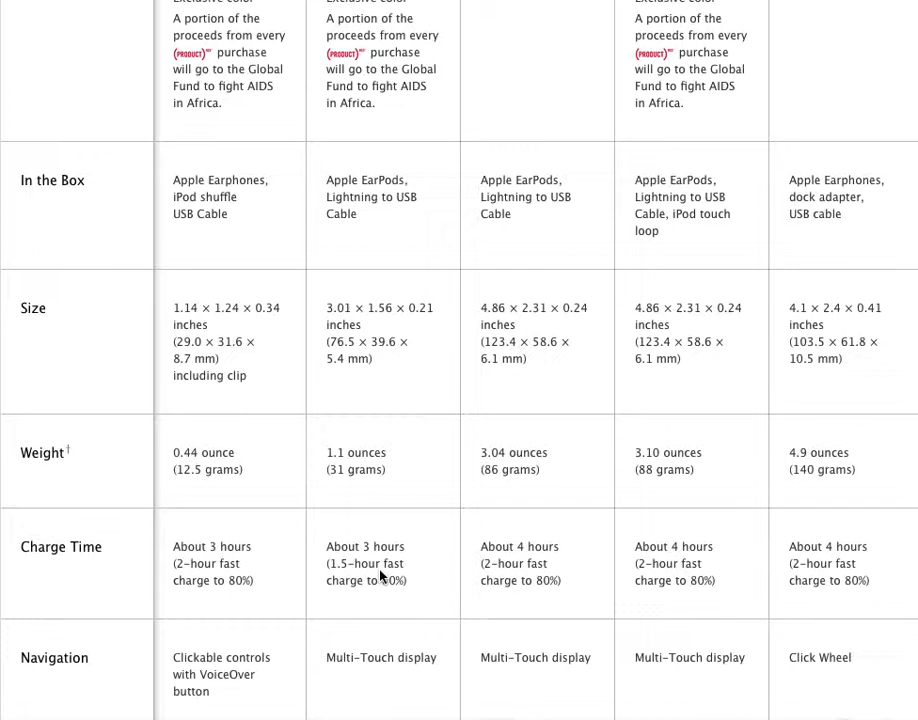 Exclusive color
A portion of the
proceeds from every
(PRODUCT)RED purchase
will go to the Global
Fund to fight AIDS
in Africa.
Exclusive color
A portion of the
proceeds from every
(PRODUCT)RED purchase
will go to the Global
Fund to fight AIDS
in Africa.
Exclusive color
A portion of the
proceeds from every
(PRODUCT)RED purchase
will go to the Global
Fund to fight AIDS
in Africa.
In the Box
Apple Earphones,
iPod shuffle
USB Cable
Apple EarPods,
Lightning to USB
Cable
Apple EarPods,
Lightning to USB
Cable
Apple EarPods,
Lightning to USB
Cable, iPod touch
loop
Apple Earphones,
dock adapter,
USB cable
Size
1.14 × 1.24 × 0.34
inches
(29.0 × 31.6 ×
8.7 mm)
including clip
3.01 × 1.56 × 0.21
inches
(76.5 × 39.6 ×
5.4 mm)
4.86 × 2.31 × 0.24
inches
(123.4 × 58.6 ×
6.1 mm)
4.86 × 2.31 × 0.24
inches
(123.4 × 58.6 ×
6.1 mm)
4.1 × 2.4 × 0.41
inches
(103.5 × 61.8 ×
10.5 mm)
Weight†
0.44 ounce
(12.5 grams)
1.1 ounces
(31 grams)
3.04 ounces
(86 grams)
3.10 ounces
(88 grams)
4.9 ounces
(140 grams)
Charge Time
About 3 hours
(2-hour fast
charge to 80%)
About 3 hours
(1.5-hour fast
charge to 80%)
About 4 hours
(2-hour fast
charge to 80%)
About 4 hours
(2-hour fast
charge to 80%)
About 4 hours
(2-hour fast
charge to 80%)
Navigation
Clickable controls
with VoiceOver
button
Multi-Touch display
Multi-Touch display
Multi-Touch display
Click Wheel